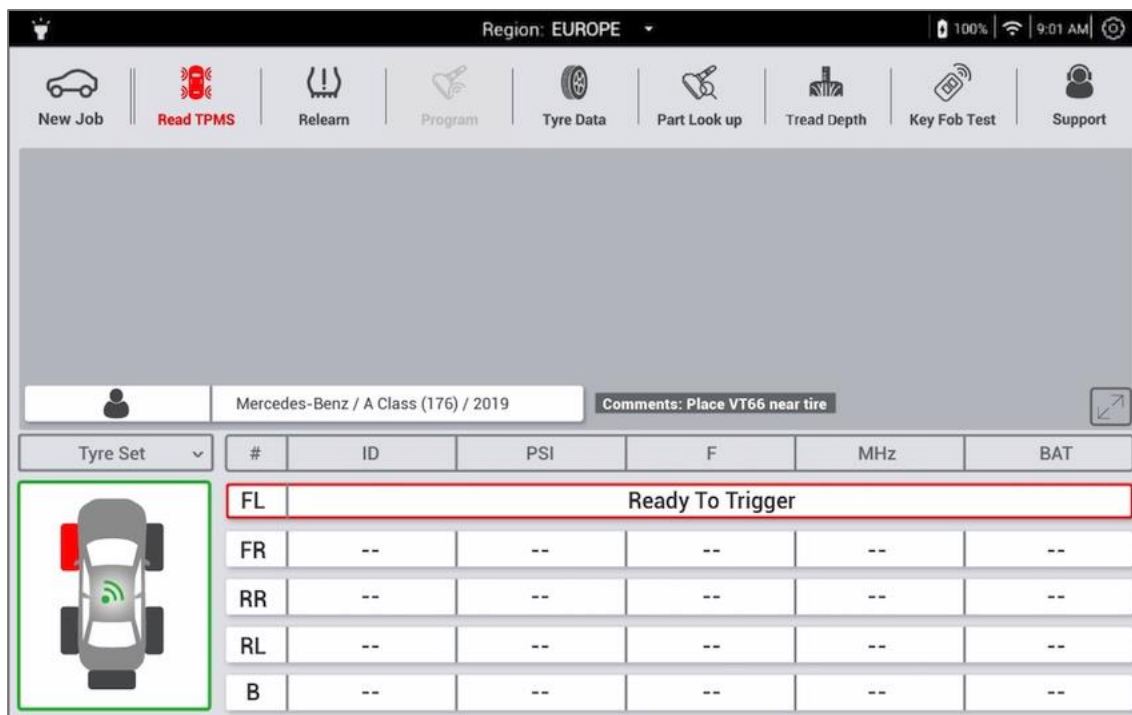 Region: EUROPE 100% 9:01 AM
New Job Read TPMS Relearn Program Tyre Data Part Look up Tread Depth Key Fob Test Support
Mercedes-Benz / A Class (176) / 2019 Comments: Place VT66 near tire
Tyre Set # ID PSI F MHz BAT
FL Ready To Trigger
FR -- -- -- -- --
RR -- -- -- -- --
RL -- -- -- -- --
B -- -- -- -- --